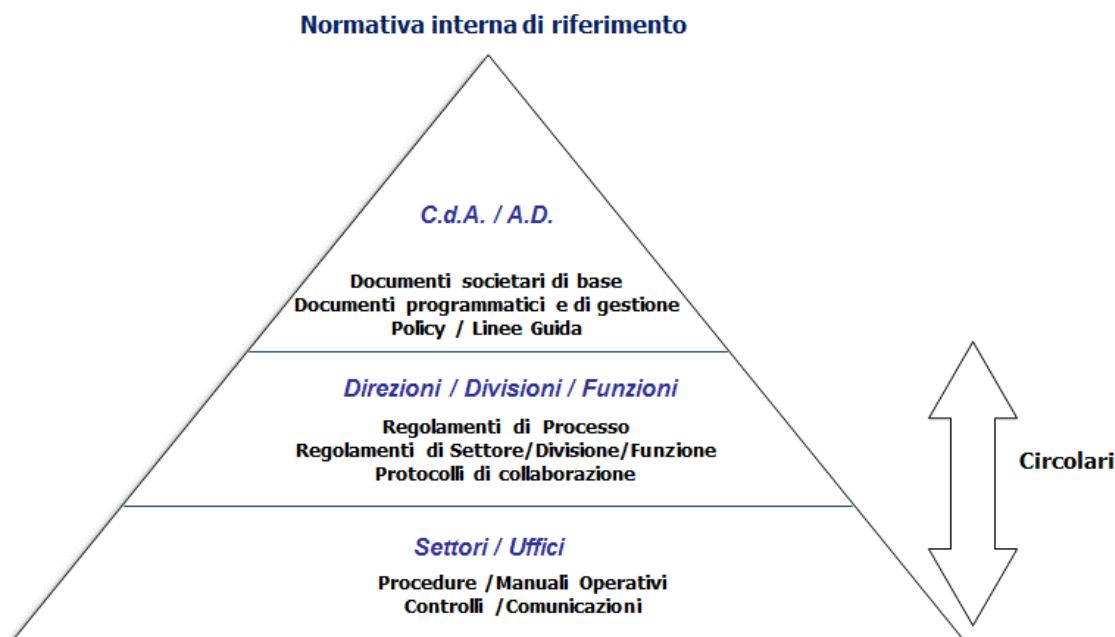 Normativa interna di riferimento
C.d.A. / A.D.
Documenti societari di base
Documenti programmatici e di gestione
Policy / Linee Guida
Direzioni / Divisioni / Funzioni
Regolamenti di Processo
Regolamenti di Settore/Divisione/Funzione
Protocolli di collaborazione
Circolari
Settori / Uffici
Procedure /Manuali Operativi
Controlli /Comunicazioni